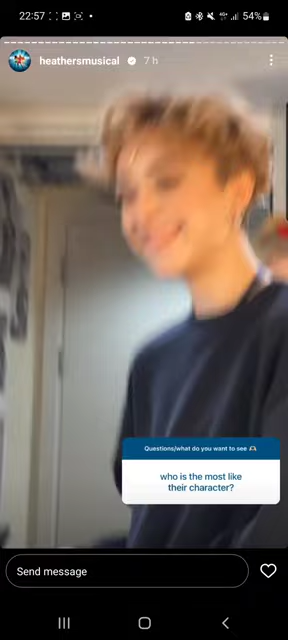 22:57
4G+ 54%
heathersmusical 7 h
Questions/what do you want to see 🫶
who is the most like
their character?
Send message